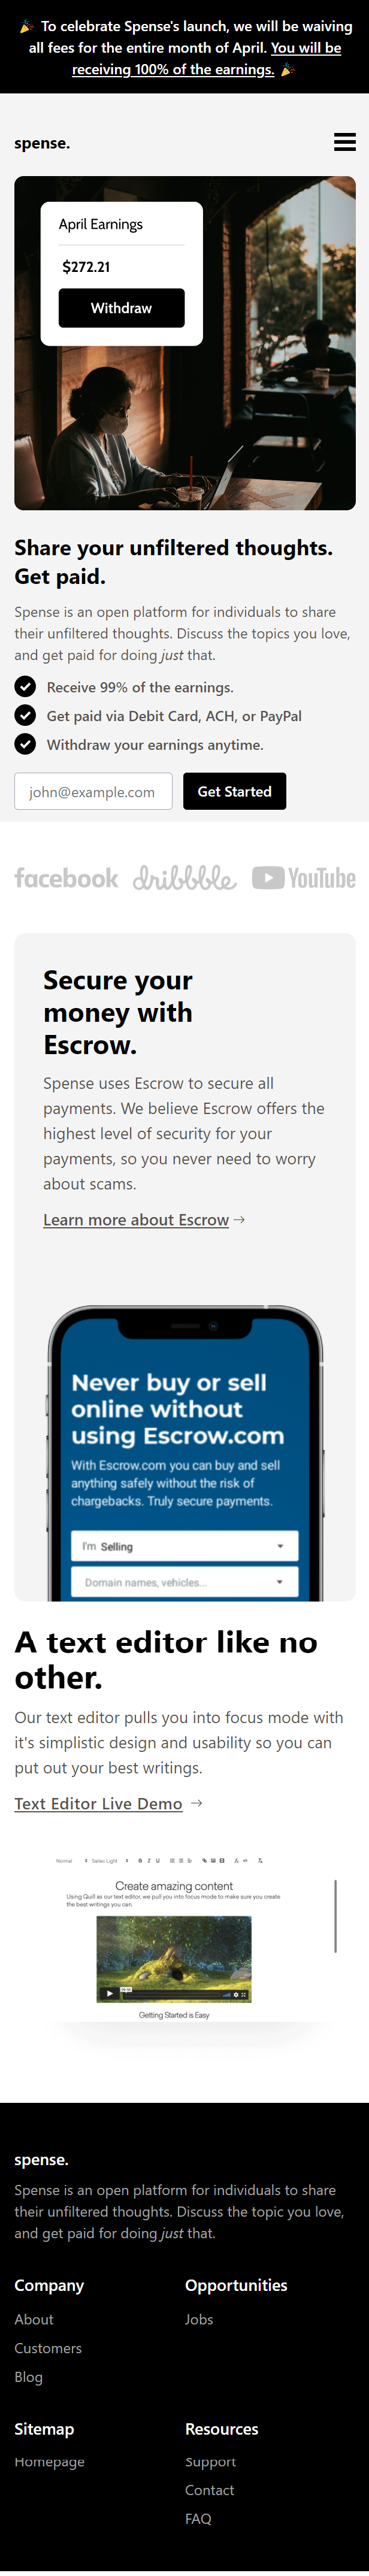 🎉 To celebrate Spense's launch, we will be waiving
all fees for the entire month of April. You will be
receiving 100% of the earnings. 🎉
spense.
April Earnings
$272.21
Withdraw
Share your unfiltered thoughts.
Get paid.
Spense is an open platform for individuals to share
their unfiltered thoughts. Discuss the topics you love,
and get paid for doing just that.
Receive 99% of the earnings.
Get paid via Debit Card, ACH, or PayPal
Withdraw your earnings anytime.
john@example.com
Get Started
facebook dribbble YouTube
Secure your
money with
Escrow.
Spense uses Escrow to secure all
payments. We believe Escrow offers the
highest level of security for your
payments, so you never need to worry
about scams.
Learn more about Escrow →
Never buy or sell
online without
using Escrow.com
With Escrow.com you can buy and sell
anything safely without the risk of
chargebacks. Truly secure payments.
I'm Selling
Domain names, vehicles...
A text editor like no
other.
Our text editor pulls you into focus mode with
it's simplistic design and usability so you can
put out your best writings.
Text Editor Live Demo →
Normal Sailec Light B I U
Create amazing content
Using Quill as our text editor, we pull you into focus mode to make sure you create
the best writings you can.
Getting Started is Easy
spense.
Spense is an open platform for individuals to share
their unfiltered thoughts. Discuss the topic you love,
and get paid for doing just that.
Company
About
Customers
Blog
Opportunities
Jobs
Sitemap
Homepage
Resources
Support
Contact
FAQ